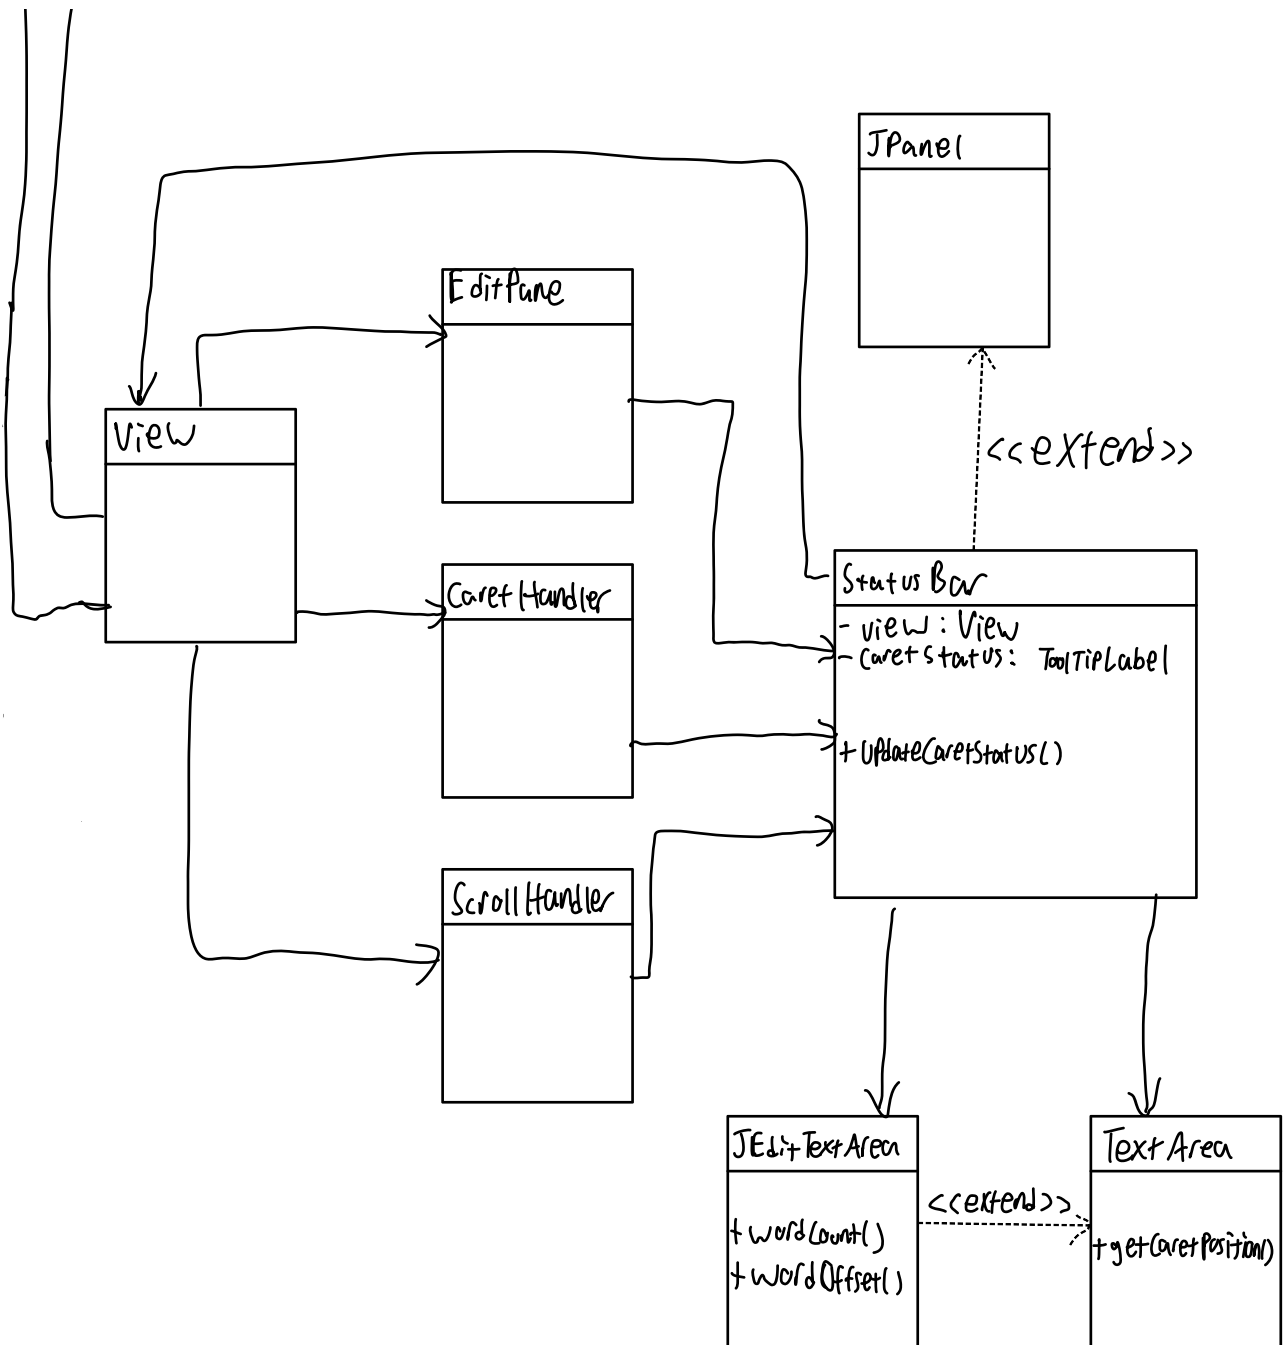 JPanel
EditPane
<<extend>>
View
StatusBar
- view : View
- caretStatus: ToolTipLabel
+ updateCaretStatus()
CaretHandler
ScrollHandler
JEditTextArea
+ wordCount()
+ wordOffset()
<<extend>>
TextArea
+ getCaretPosition()